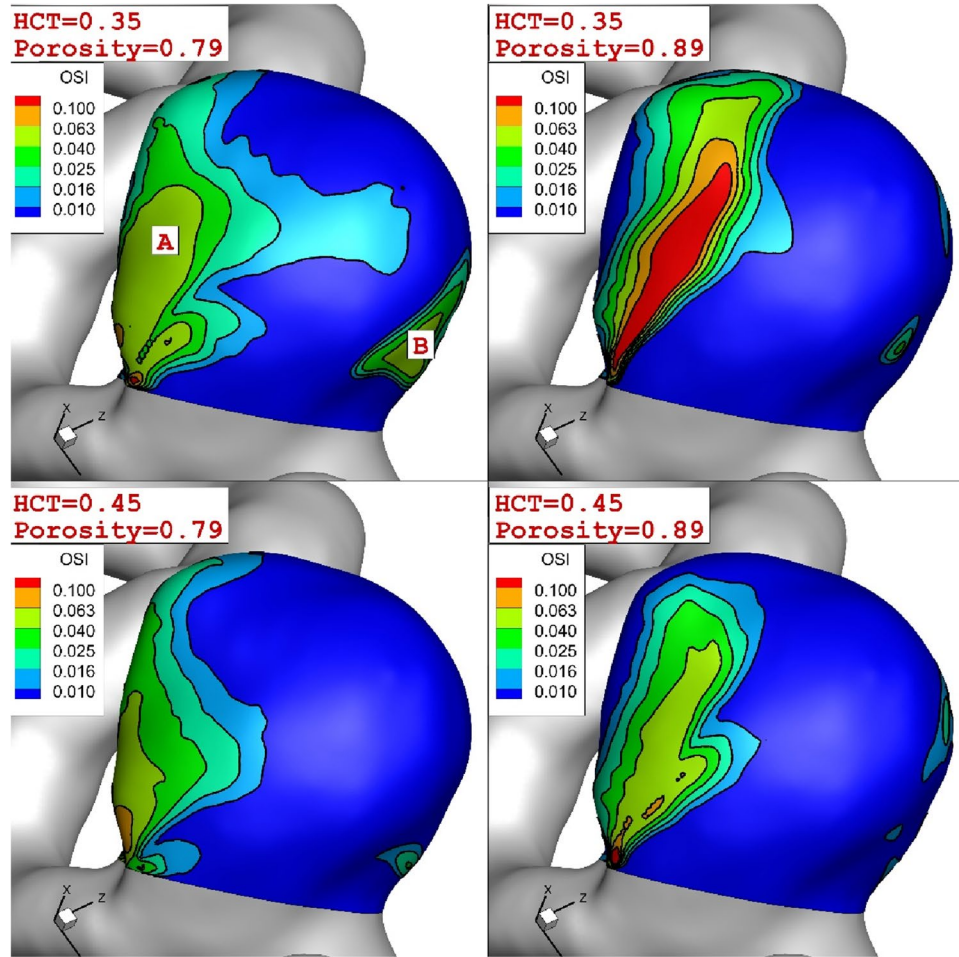 HCT=0.35
Porosity=0.79
OSI
0.100
0.063
0.040
0.025
0.016
0.010
A
B
X
Z
HCT=0.35
Porosity=0.89
OSI
0.100
0.063
0.040
0.025
0.016
0.010
X
Z
HCT=0.45
Porosity=0.79
OSI
0.100
0.063
0.040
0.025
0.016
0.010
X
Z
HCT=0.45
Porosity=0.89
OSI
0.100
0.063
0.040
0.025
0.016
0.010
X
Z